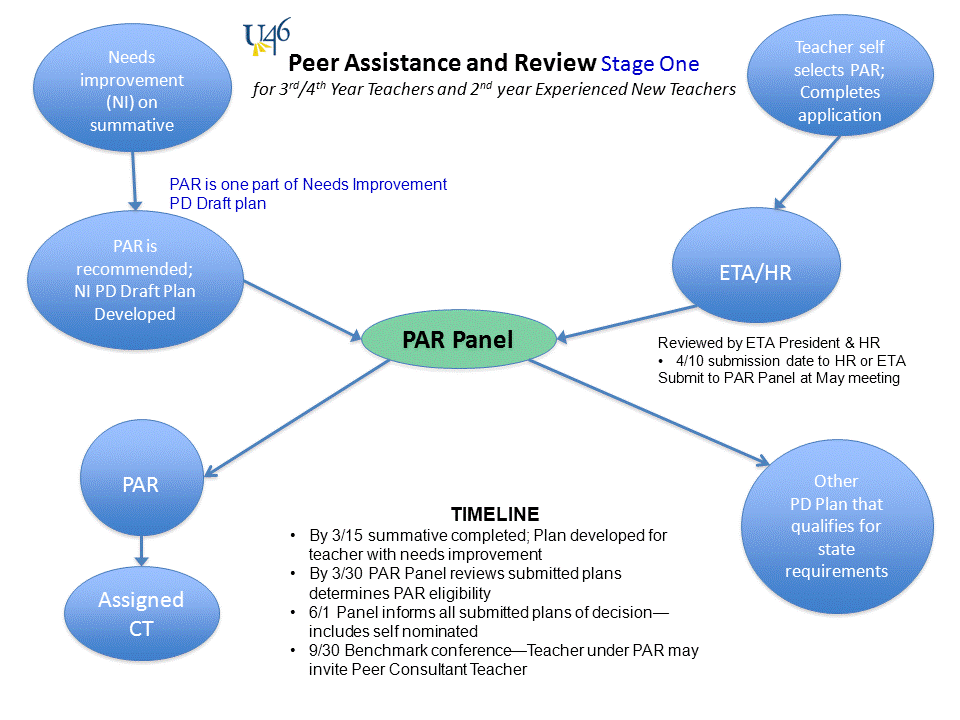 U46
Peer Assistance and Review Stage One
for 3rd/4th Year Teachers and 2nd year Experienced New Teachers
Needs
improvement
(NI) on
summative
Teacher self
selects PAR;
Completes
application
PAR is one part of Needs Improvement
PD Draft plan
PAR is
recommended;
NI PD Draft Plan
Developed
ETA/HR
PAR Panel
Reviewed by ETA President & HR
• 4/10 submission date to HR or ETA
Submit to PAR Panel at May meeting
PAR
Assigned
CT
Other
PD Plan that
qualifies for
state
requirements
TIMELINE
• By 3/15 summative completed; Plan developed for
teacher with needs improvement
• By 3/30 PAR Panel reviews submitted plans
determines PAR eligibility
• 6/1 Panel informs all submitted plans of decision—
includes self nominated
• 9/30 Benchmark conference—Teacher under PAR may
invite Peer Consultant Teacher